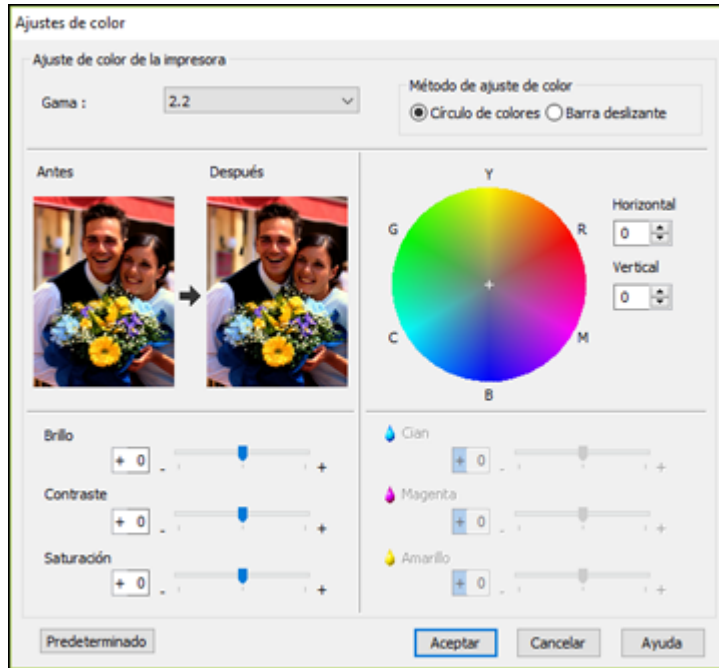 Ajustes de color
Ajuste de color de la impresora
Gama :
2.2
Método de ajuste de color
Círculo de colores
Barra deslizante
Antes
Después
Y
G
R
C
M
B
Horizontal
0
Vertical
0
Brillo
+ 0
- +
Contraste
+ 0
- +
Saturación
+ 0
- +
Cian
+ 0
- +
Magenta
+ 0
- +
Amarillo
+ 0
- +
Predeterminado
Aceptar
Cancelar
Ayuda